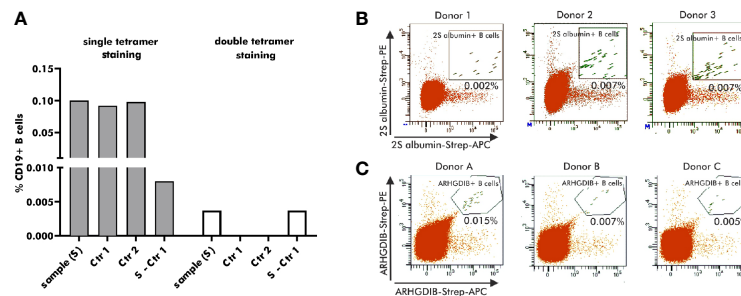 A
single tetramer
staining
double tetramer
staining
% CD19+ B cells
0.15
0.10
0.05
0.010
0.005
0.000
sample (S)
Ctr 1
Ctr 2
S - Ctr 1
sample (S)
Ctr 1
Ctr 2
S - Ctr 1
B
Donor 1
Donor 2
Donor 3
2S albumin-Strep-PE
2S albumin+ B cells
0.002%
2S albumin+ B cells
0.007%
2S albumin+ B cells
0.007%
2S albumin-Strep-APC
C
Donor A
Donor B
Donor C
ARHGDIB-Strep-PE
ARHGDIB+ B cells
0.015%
ARHGDIB+ B cells
0.007%
ARHGDIB+ B cells
0.005%
ARHGDIB-Strep-APC